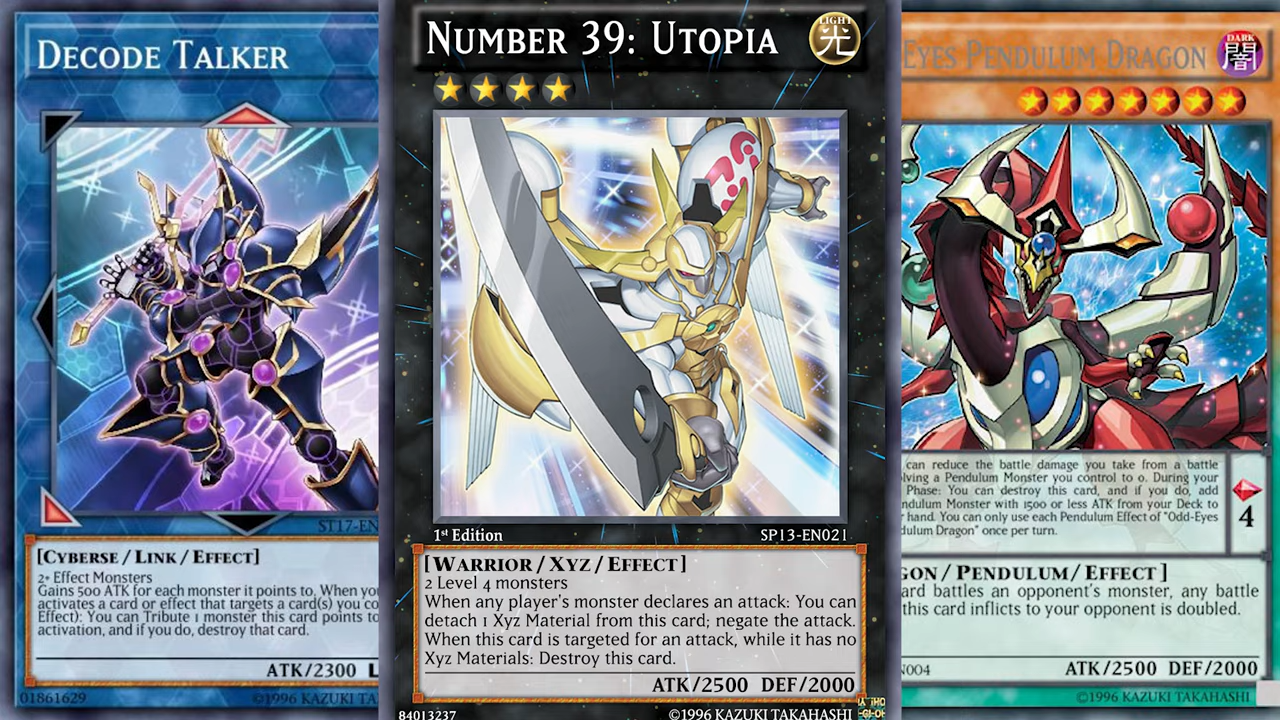 DECODE TALKER
ST17-EN
[CYBERSE / LINK / EFFECT]
2+ Effect Monsters
Gains 500 ATK for each monster it points to. When
activates a card or effect that targets a card(s) you
Effect): You can Tribute 1 monster this card points
activation, and if you do, destroy that card.
ATK/2300
01861629
©1996 KAZUKI
NUMBER 39: UTOPIA
LIGHT
光
1st Edition
SP13-EN021
[WARRIOR / XYZ / EFFECT]
2 Level 4 monsters
When any player's monster declares an attack: You can
detach 1 Xyz Material from this card; negate the attack.
When this card is targeted for an attack, while it has no
Xyz Materials: Destroy this card.
ATK/2500 DEF/2000
84013237
©1996 KAZUKI TAKAHASHI
EYES PENDULUM DRAGON
DARK
闇
can reduce the battle damage you take from a battle
Pendulum Monster you control to 0. During your
Phase: You can destroy this card, and if you do, add
Monster with 1500 or less ATK from your Deck to
hand. You can only use each Pendulum Effect of "Odd-Eyes
Dragon" once per turn.
4
/ PENDULUM / EFFECT]
battles an opponent's monster, any battle
this card inflicts to your opponent is doubled.
ATK/2500 DEF/2000
©1996 KAZUKI TAKAHASHI